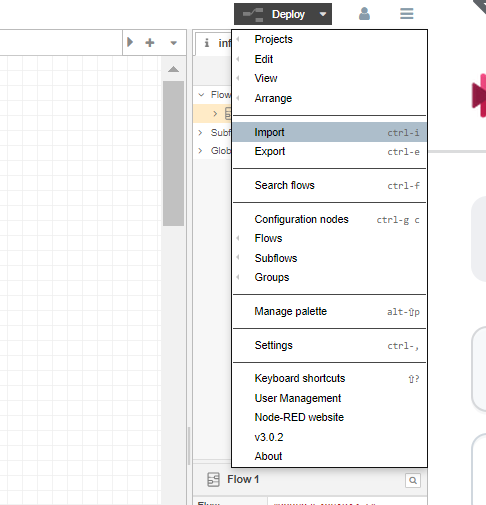 Deploy
inf
Projects
Edit
View
Arrange
Flow
Subf
Glob
Import ctrl-i
Export ctrl-e
Search flows ctrl-f
Configuration nodes ctrl-g c
Flows
Subflows
Groups
Manage palette alt-⇧p
Settings ctrl-,
Keyboard shortcuts ⇧?
User Management
Node-RED website
v3.0.2
About
Flow 1
Flow